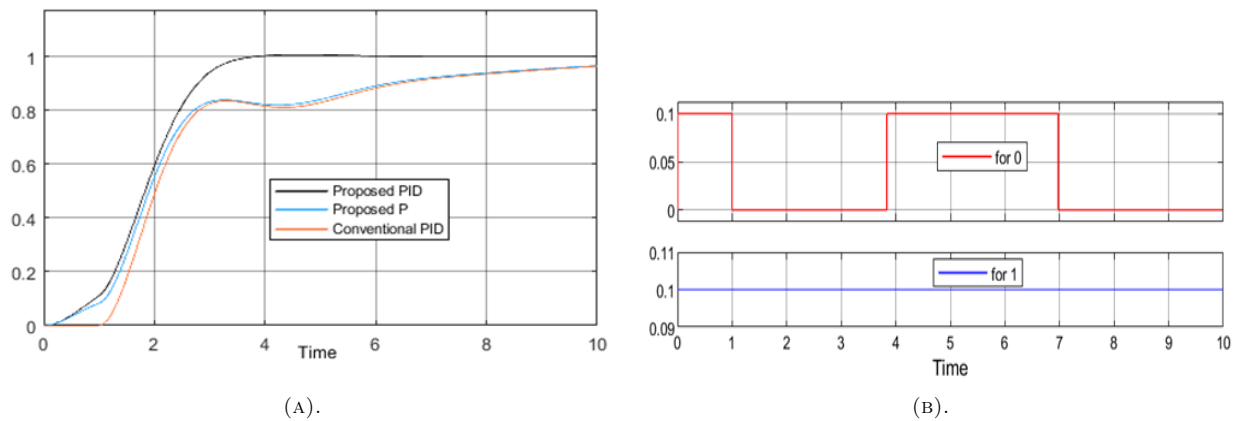 1
0.8
0.6
0.4
0.2
0
Proposed PID
Proposed P
Conventional PID
0 2 4 6 8 10
Time
(A).
0.1
0.05
0
for 0
0.11
0.1
0.09
for 1
0 1 2 3 4 5 6 7 8 9 10
Time
(B).